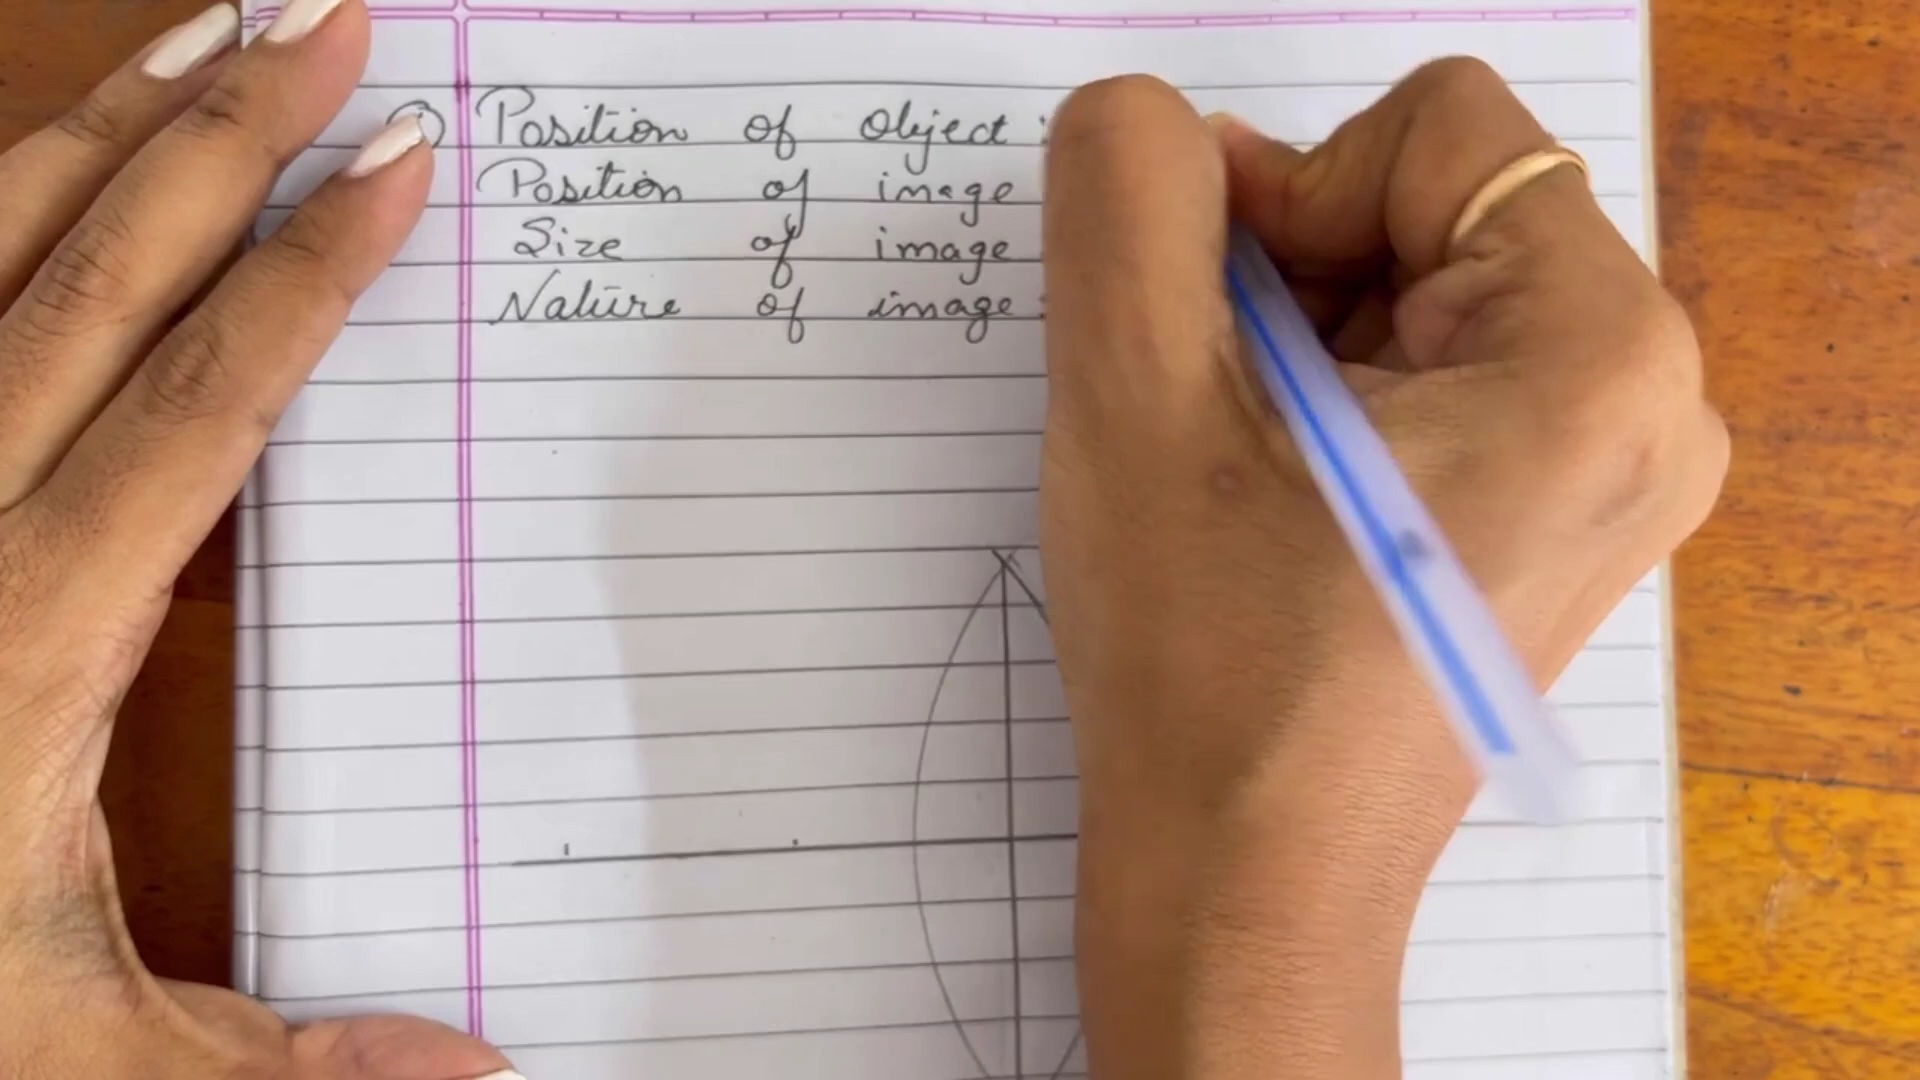 Position of object :
Position of image
Size of image
Nature of image :